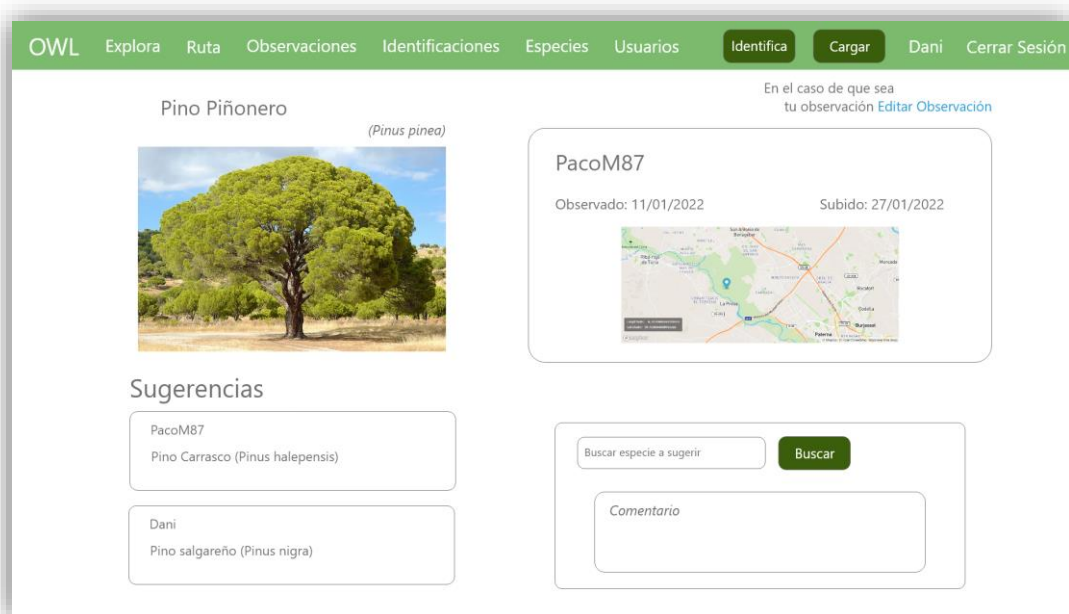 OWL Explora Ruta Observaciones Identificaciones Especies Usuarios Identifica Cargar Dani Cerrar Sesión
En el caso de que sea
tu observación Editar Observación
Pino Piñonero
(Pinus pinea)
PacoM87
Observado: 11/01/2022 Subido: 27/01/2022
Paterna
Burjassot
Sugerencias
PacoM87
Pino Carrasco (Pinus halepensis)
Dani
Pino salgareño (Pinus nigra)
Buscar especie a sugerir Buscar
Comentario